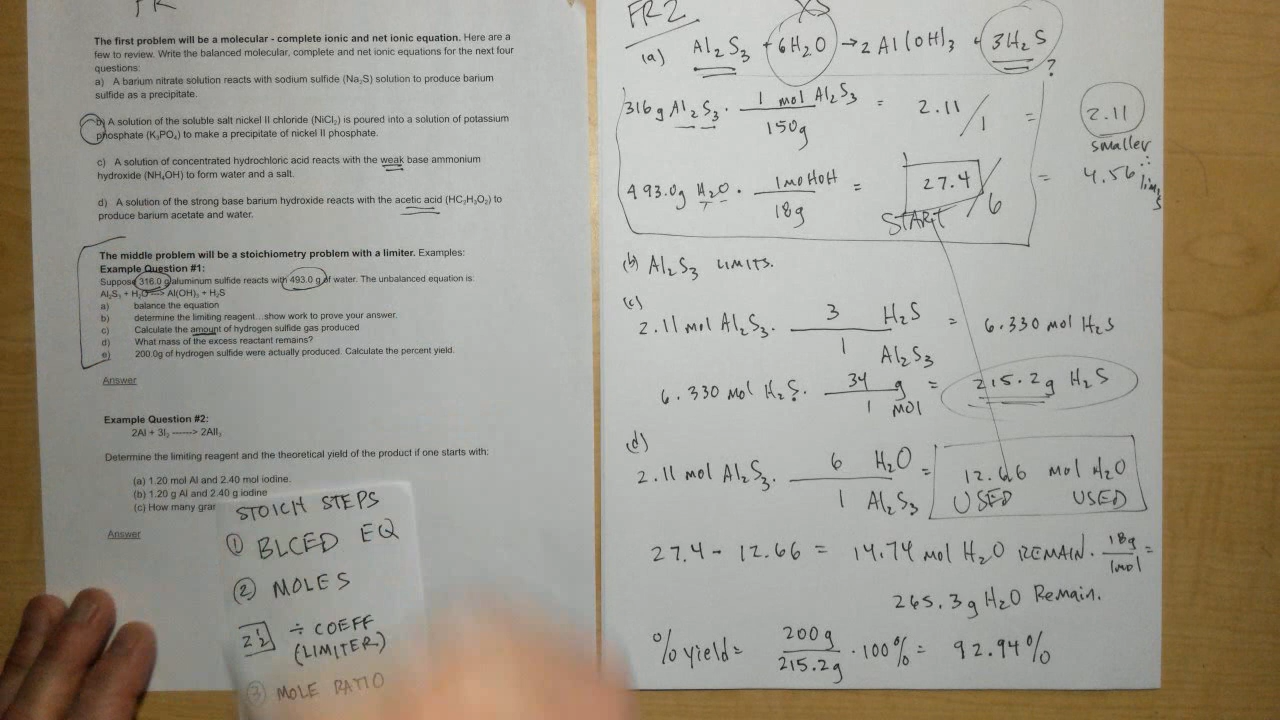 FR
The first problem will be a molecular - complete ionic and net ionic equation. Here are a
few to review. Write the balanced molecular, complete and net ionic equations for the next four
questions:
a) A barium nitrate solution reacts with sodium sulfide (Na₂S) solution to produce barium
sulfide as a precipitate.
b) A solution of the soluble salt nickel II chloride (NiCl₂) is poured into a solution of potassium
phosphate (K₃PO₄) to make a precipitate of nickel II phosphate.
c) A solution of concentrated hydrochloric acid reacts with the weak base ammonium
hydroxide (NH₄OH) to form water and a salt.
d) A solution of the strong base barium hydroxide reacts with the acetic acid (HC₂H₃O₂) to
produce barium acetate and water.
The middle problem will be a stoichiometry problem with a limiter. Examples:
Example Question #1:
Suppose 316.0 g aluminum sulfide reacts with 493.0 g of water. The unbalanced equation is:
Al₂S₃ + H₂O ---> Al(OH)₃ + H₂S
a) balance the equation
b) determine the limiting reagent…show work to prove your answer.
c) Calculate the amount of hydrogen sulfide gas produced
d) What mass of the excess reactant remains?
e) 200.0g of hydrogen sulfide were actually produced. Calculate the percent yield.
Answer
Example Question #2:
2Al + 3I₂ ------> 2AlI₃
Determine the limiting reagent and the theoretical yield of the product if one starts with:
(a) 1.20 mol Al and 2.40 mol iodine.
(b) 1.20 g Al and 2.40 g iodine
(c) How many gra
Answer
STOICH STEPS
① BLCED EQ
② MOLES
2½ ÷ COEFF
(LIMITER)
③ MOLE RATIO
FR2 XS
(a) Al₂S₃ + 6H₂O → 2Al(OH)₃ + 3H₂S ?
316g Al₂S₃ · 1 mol Al₂S₃ / 150g = 2.11 / 1 = 2.11
smaller
∴
493.0g H₂O · 1mol HOH / 18g = 27.4 / 6 = 4.56 lims
START
(b) Al₂S₃ LIMITS.
(c)
2.11 mol Al₂S₃ · 3 H₂S / 1 Al₂S₃ = 6.330 mol H₂S
6.330 mol H₂S · 34 g / 1 MOl = 215.2g H₂S
(d)
2.11 mol Al₂S₃ · 6 H₂O / 1 Al₂S₃ = 12.66 mol H₂O
USED USED
27.4 - 12.66 = 14.74 mol H₂O REMAIN · 18g / 1mol =
265.3g H₂O Remain.
% yield = 200g / 215.2g · 100% = 92.94%